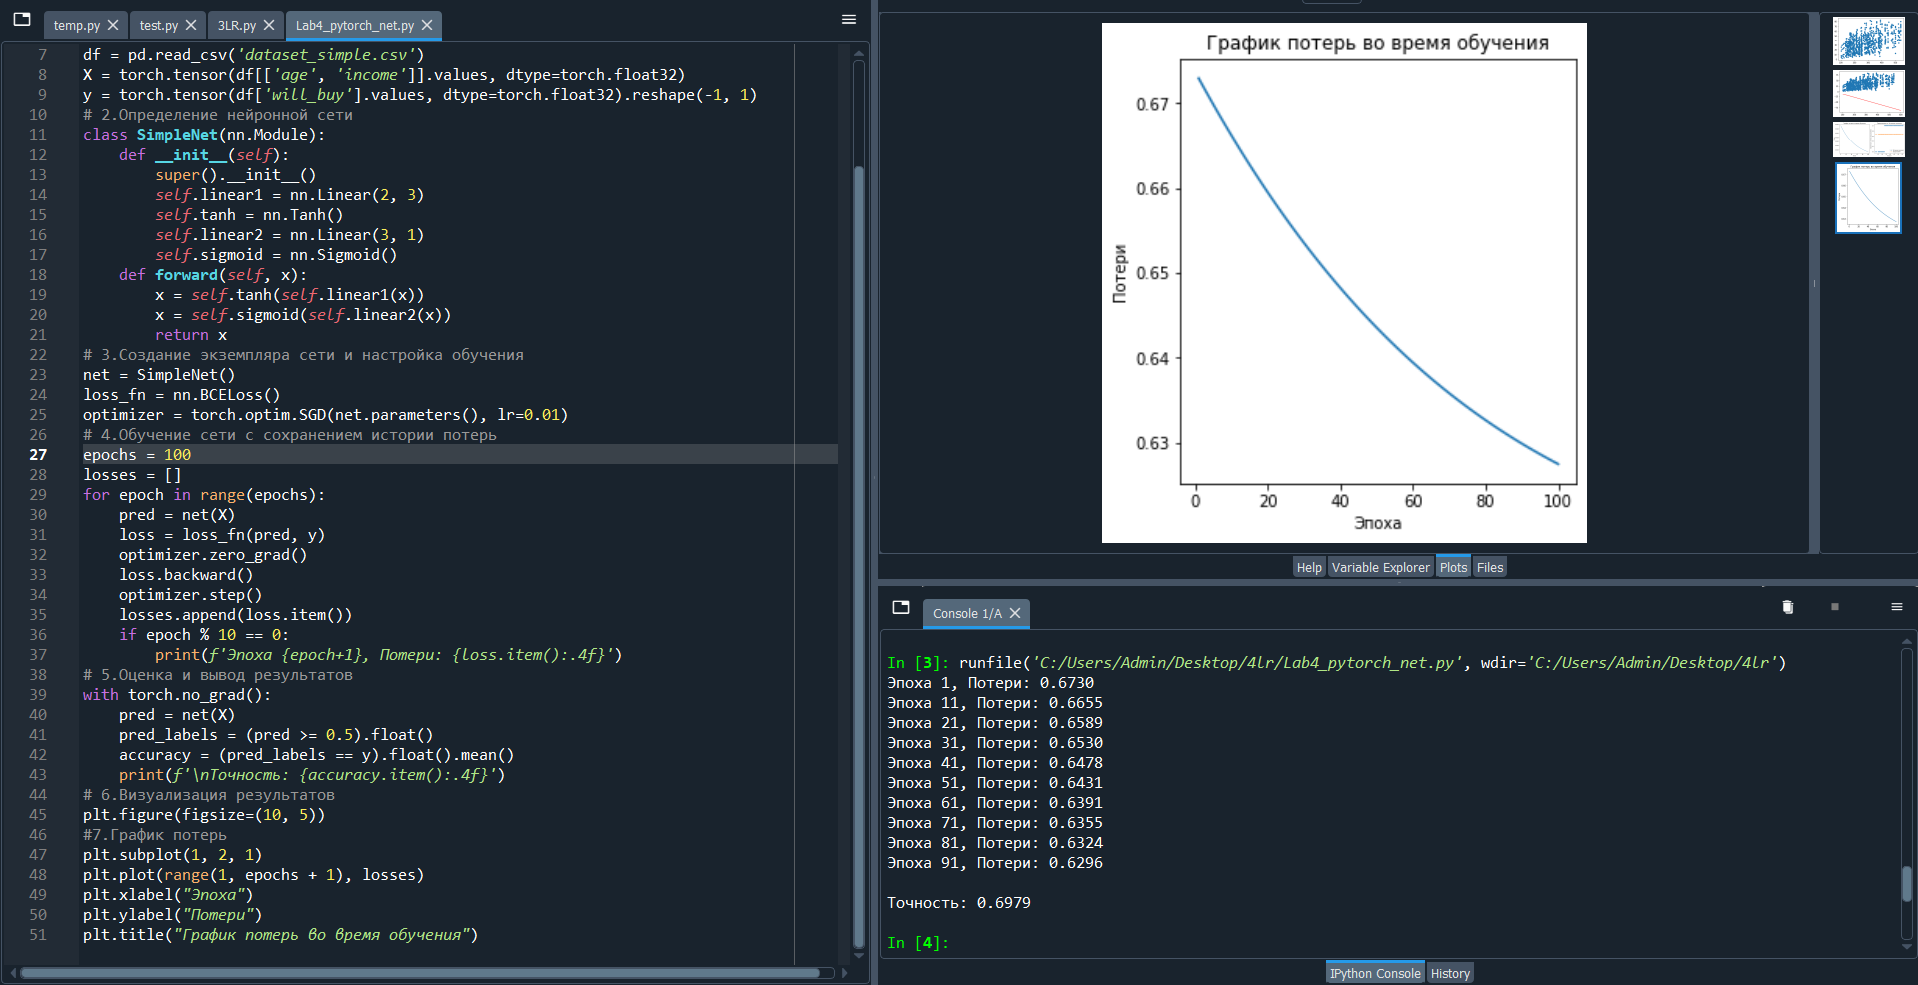 temp.py
test.py
3LR.py
Lab4_pytorch_net.py
7 df = pd.read_csv('dataset_simple.csv')
8 X = torch.tensor(df[['age', 'income']].values, dtype=torch.float32)
9 y = torch.tensor(df['will_buy'].values, dtype=torch.float32).reshape(-1, 1)
10 # 2.Определение нейронной сети
11 class SimpleNet(nn.Module):
12     def __init__(self):
13         super().__init__()
14         self.linear1 = nn.Linear(2, 3)
15         self.tanh = nn.Tanh()
16         self.linear2 = nn.Linear(3, 1)
17         self.sigmoid = nn.Sigmoid()
18     def forward(self, x):
19         x = self.tanh(self.linear1(x))
20         x = self.sigmoid(self.linear2(x))
21         return x
22 # 3.Создание экземпляра сети и настройка обучения
23 net = SimpleNet()
24 loss_fn = nn.BCELoss()
25 optimizer = torch.optim.SGD(net.parameters(), lr=0.01)
26 # 4.Обучение сети с сохранением истории потерь
27 epochs = 100
28 losses = []
29 for epoch in range(epochs):
30     pred = net(X)
31     loss = loss_fn(pred, y)
32     optimizer.zero_grad()
33     loss.backward()
34     optimizer.step()
35     losses.append(loss.item())
36     if epoch % 10 == 0:
37         print(f'Эпоха {epoch+1}, Потери: {loss.item():.4f}')
38 # 5.Оценка и вывод результатов
39 with torch.no_grad():
40     pred = net(X)
41     pred_labels = (pred >= 0.5).float()
42     accuracy = (pred_labels == y).float().mean()
43     print(f'\nТочность: {accuracy.item():.4f}')
44 # 6.Визуализация результатов
45 plt.figure(figsize=(10, 5))
46 #7.График потерь
47 plt.subplot(1, 2, 1)
48 plt.plot(range(1, epochs + 1), losses)
49 plt.xlabel("Эпоха")
50 plt.ylabel("Потери")
51 plt.title("График потерь во время обучения")
График потерь во время обучения
0.67
0.66
0.65
0.64
0.63
Потери
0 20 40 60 80 100
Эпоха
Help Variable Explorer Plots Files
Console 1/A
In [3]: runfile('C:/Users/Admin/Desktop/4lr/Lab4_pytorch_net.py', wdir='C:/Users/Admin/Desktop/4lr')
Эпоха 1, Потери: 0.6730
Эпоха 11, Потери: 0.6655
Эпоха 21, Потери: 0.6589
Эпоха 31, Потери: 0.6530
Эпоха 41, Потери: 0.6478
Эпоха 51, Потери: 0.6431
Эпоха 61, Потери: 0.6391
Эпоха 71, Потери: 0.6355
Эпоха 81, Потери: 0.6324
Эпоха 91, Потери: 0.6296
Точность: 0.6979
In [4]:
IPython Console History